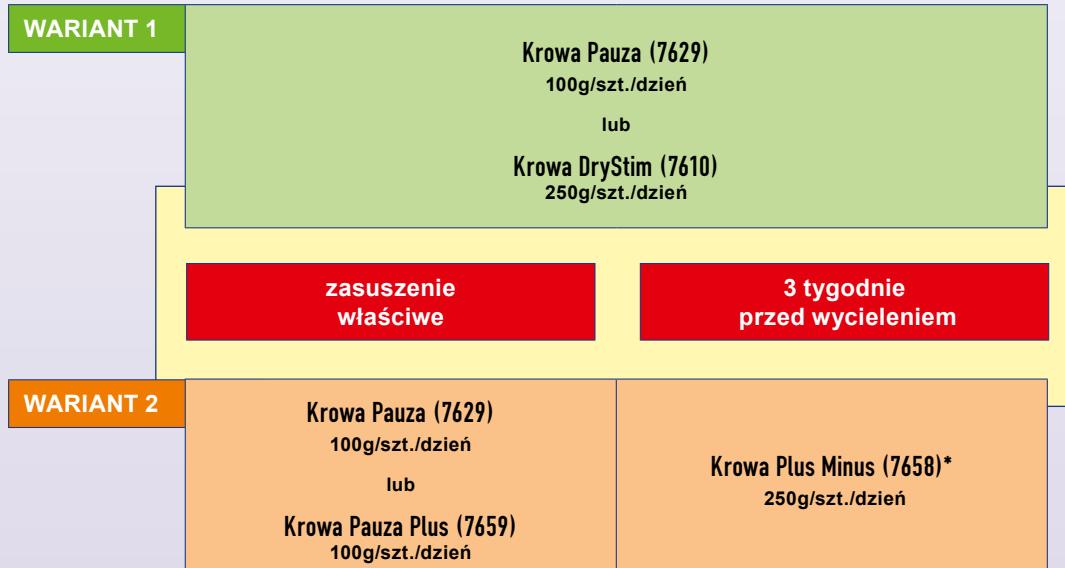 WARIANT 1
Krowa Pauza (7629)
100g/szt./dzień
lub
Krowa DryStim (7610)
250g/szt./dzień
zasuszenie
właściwe
3 tygodnie
przed wycieleniem
WARIANT 2
Krowa Pauza (7629)
100g/szt./dzień
lub
Krowa Pauza Plus (7659)
100g/szt./dzień
Krowa Plus Minus (7658)*
250g/szt./dzień